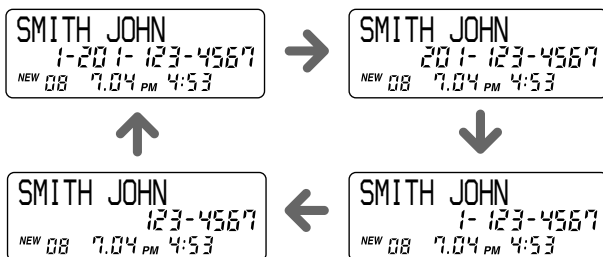 SMITH JOHN
1-201-123-4567
NEW 08 7.04 PM 4:53
SMITH JOHN
201-123-4567
NEW 08 7.04 PM 4:53
SMITH JOHN
123-4567
NEW 08 7.04 PM 4:53
SMITH JOHN
1-123-4567
NEW 08 7.04 PM 4:53